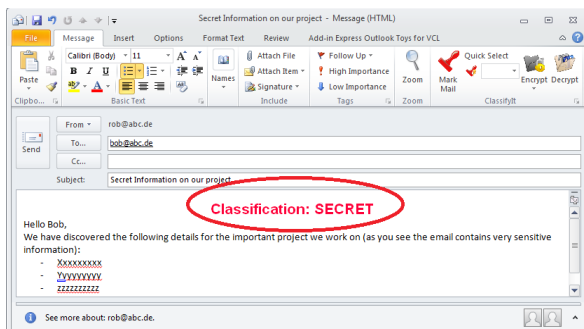 Secret Information on our project - Message (HTML)
File Message Insert Options Format Text Review Add-in Express Outlook Toys for VCL
Calibri (Body) 11 A A Attach File Follow Up Quick Select
B I U Attach Item High Importance
Paste Names Signature Low Importance Zoom Mark Mail Encrypt Decrypt
Clipbo... Basic Text Include Tags Zoom ClassifyIt
From rob@abc.de
Send To... bob@abc.de
Cc...
Subject: Secret Information on our project
Classification: SECRET
Hello Bob,
We have discovered the following details for the important project we work on (as you see the email contains very sensitive
information):
- Xxxxxxxxx
- Yyyyyyyyy
- zzzzzzzzzz
See more about: rob@abc.de.